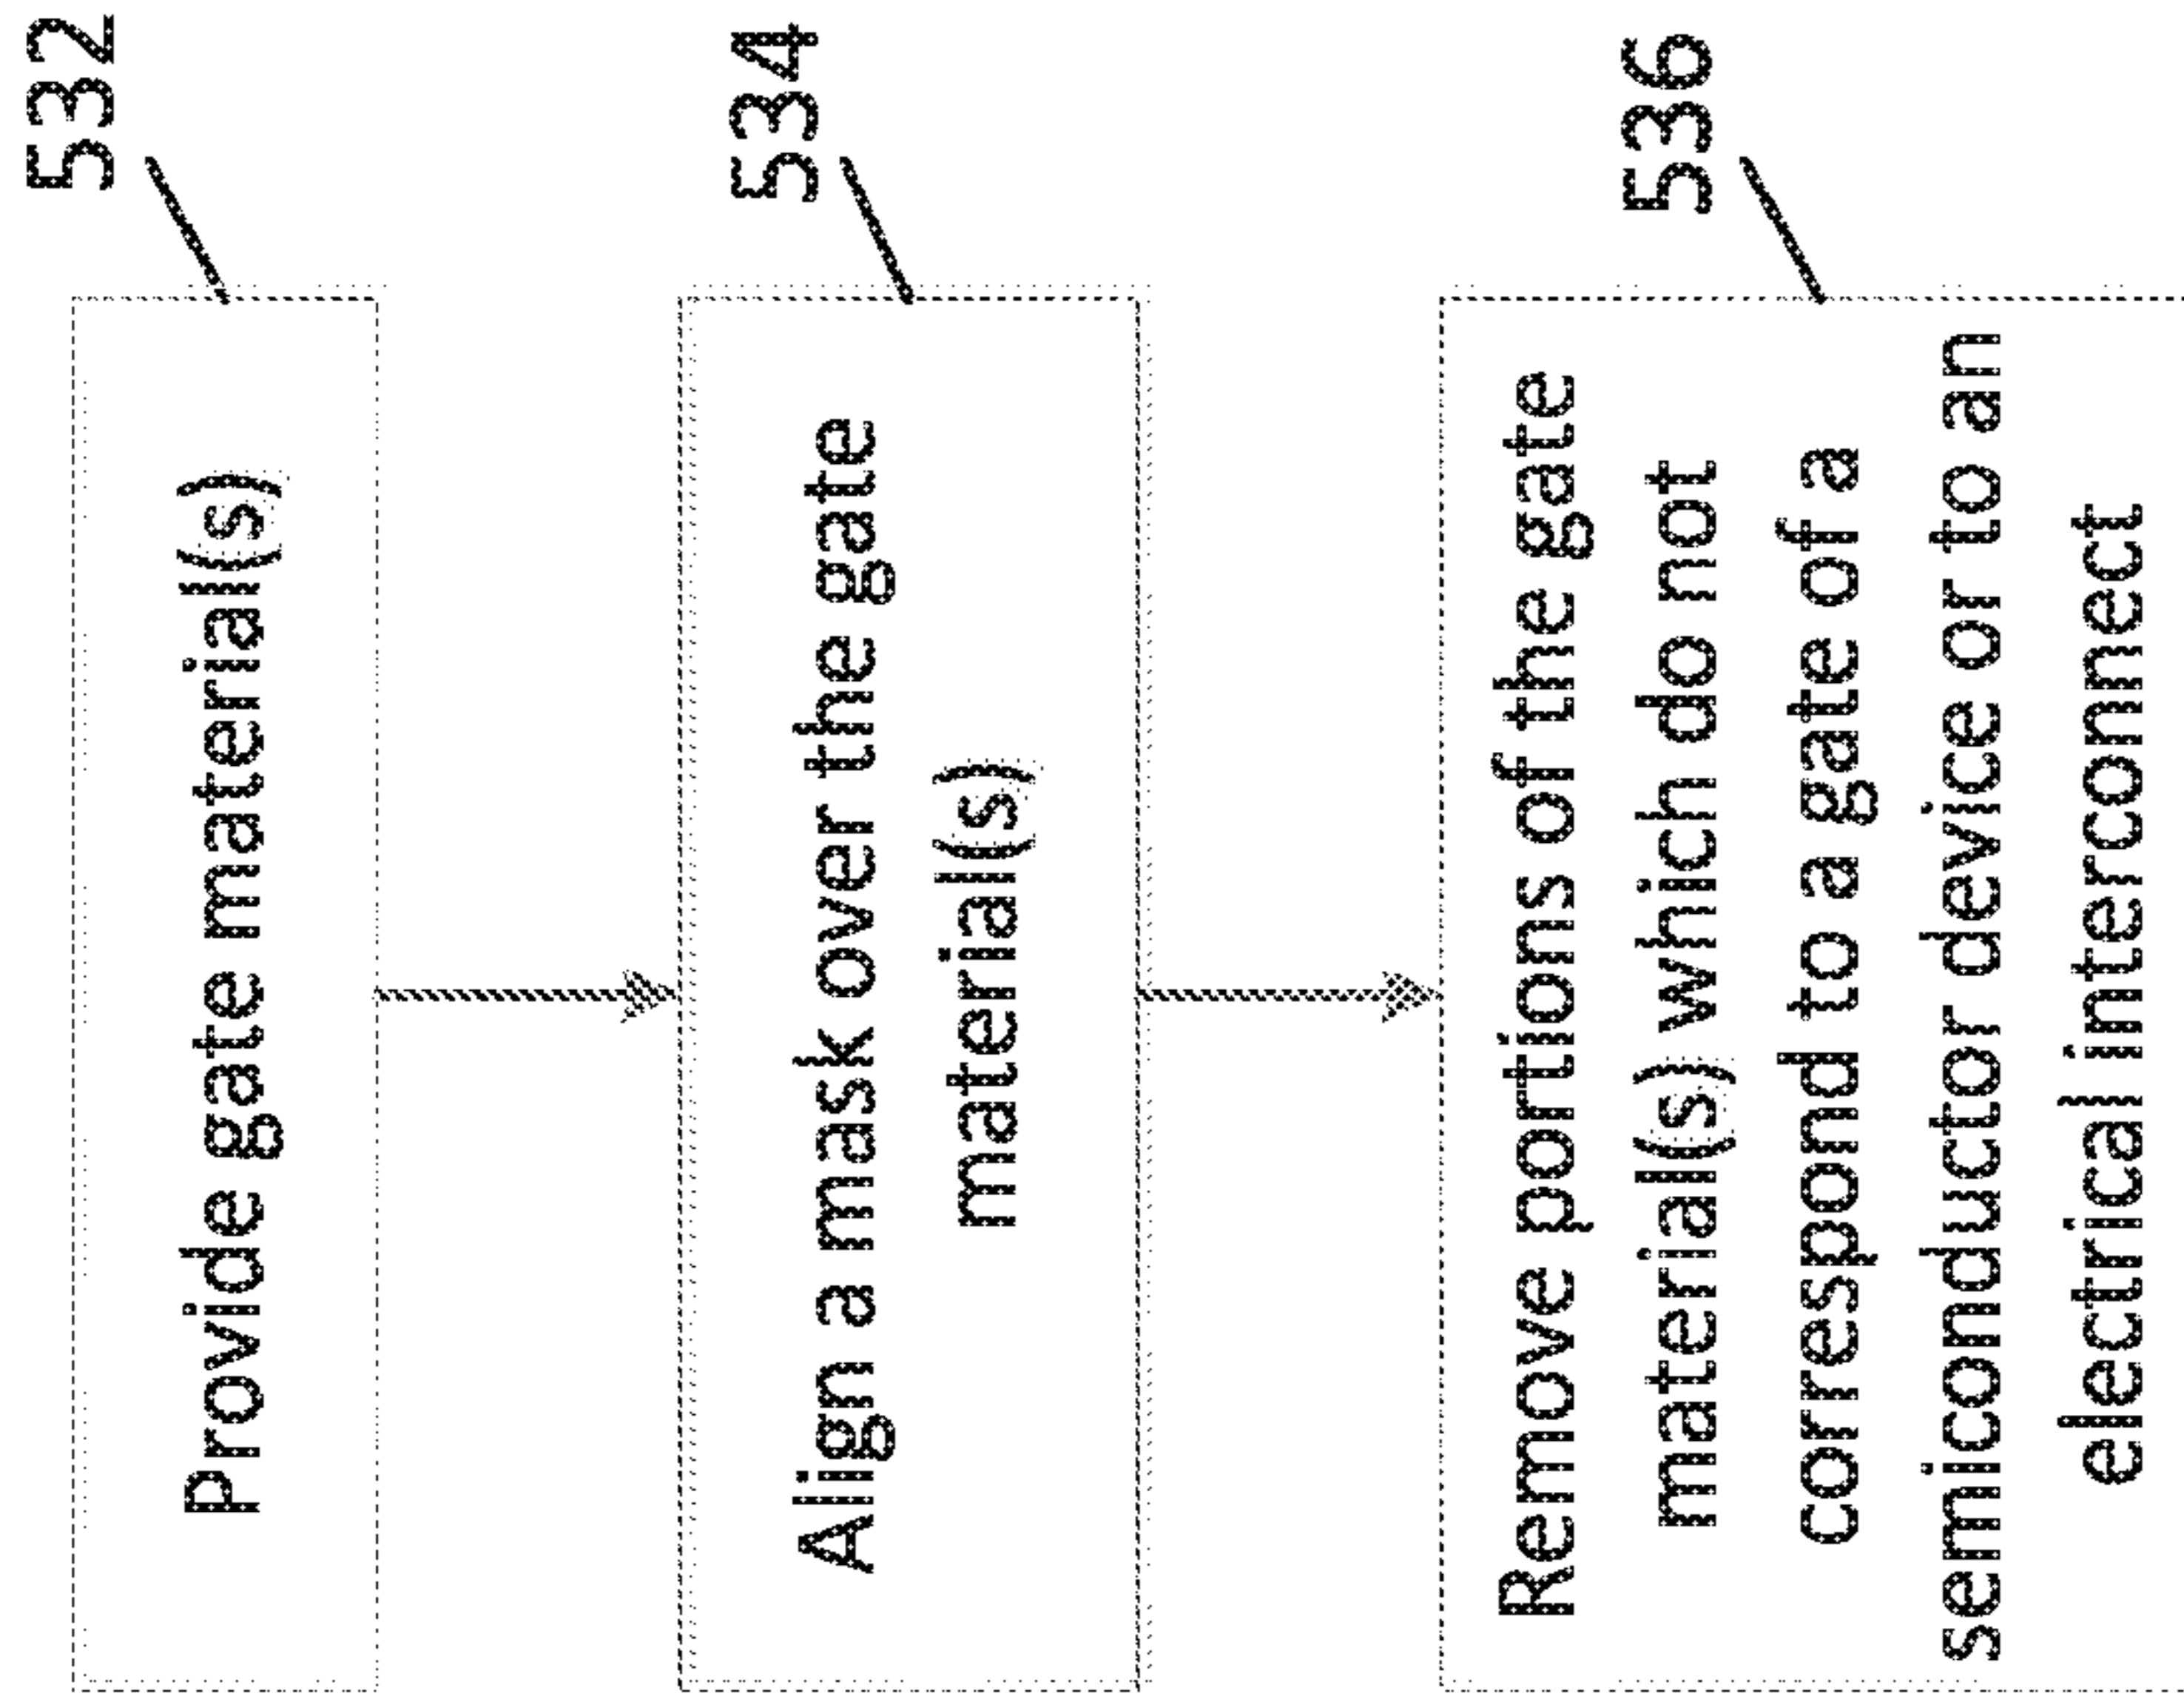 532
Provide gate material(s)
534
Align a mask over the gate
material(s)
536
Remove portions of the gate
material(s) which do not
correspond to a gate of a
semiconductor device or to an
electrical interconnect